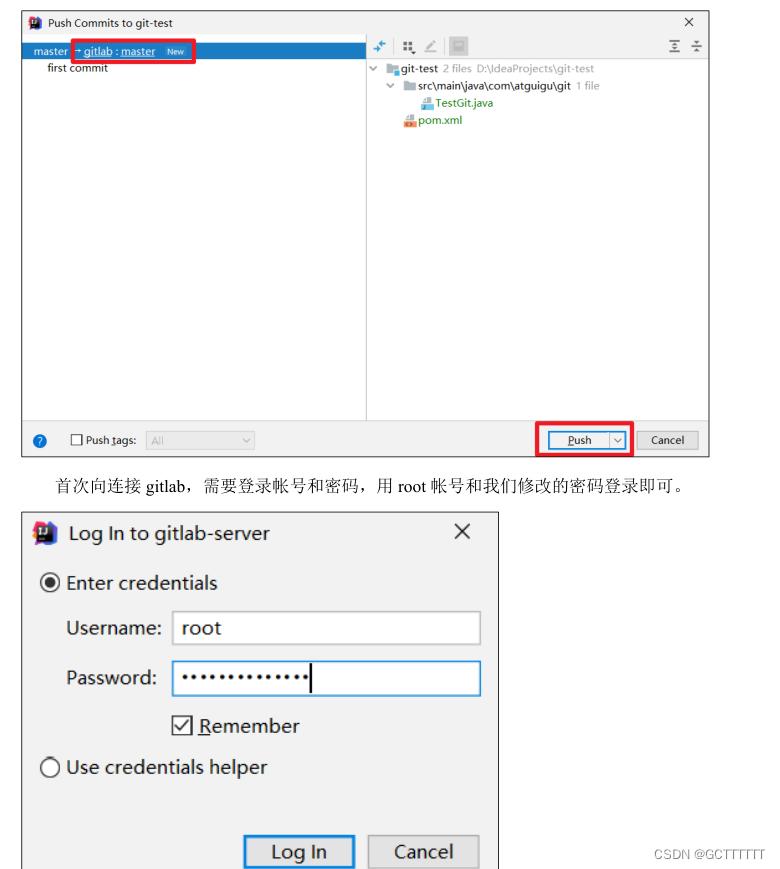 Push Commits to git-test
master → gitlab : master New
first commit
git-test 2 files D:\IdeaProjects\git-test
src\main\java\com\atguigu\git 1 file
TestGit.java
pom.xml
? Push tags: All
Push Cancel
首次向连接 gitlab，需要登录帐号和密码，用 root 帐号和我们修改的密码登录即可。
Log In to gitlab-server
Enter credentials
Username: root
Password: ••••••••••••••
Remember
Use credentials helper
Log In Cancel
CSDN @GCTTTTTT